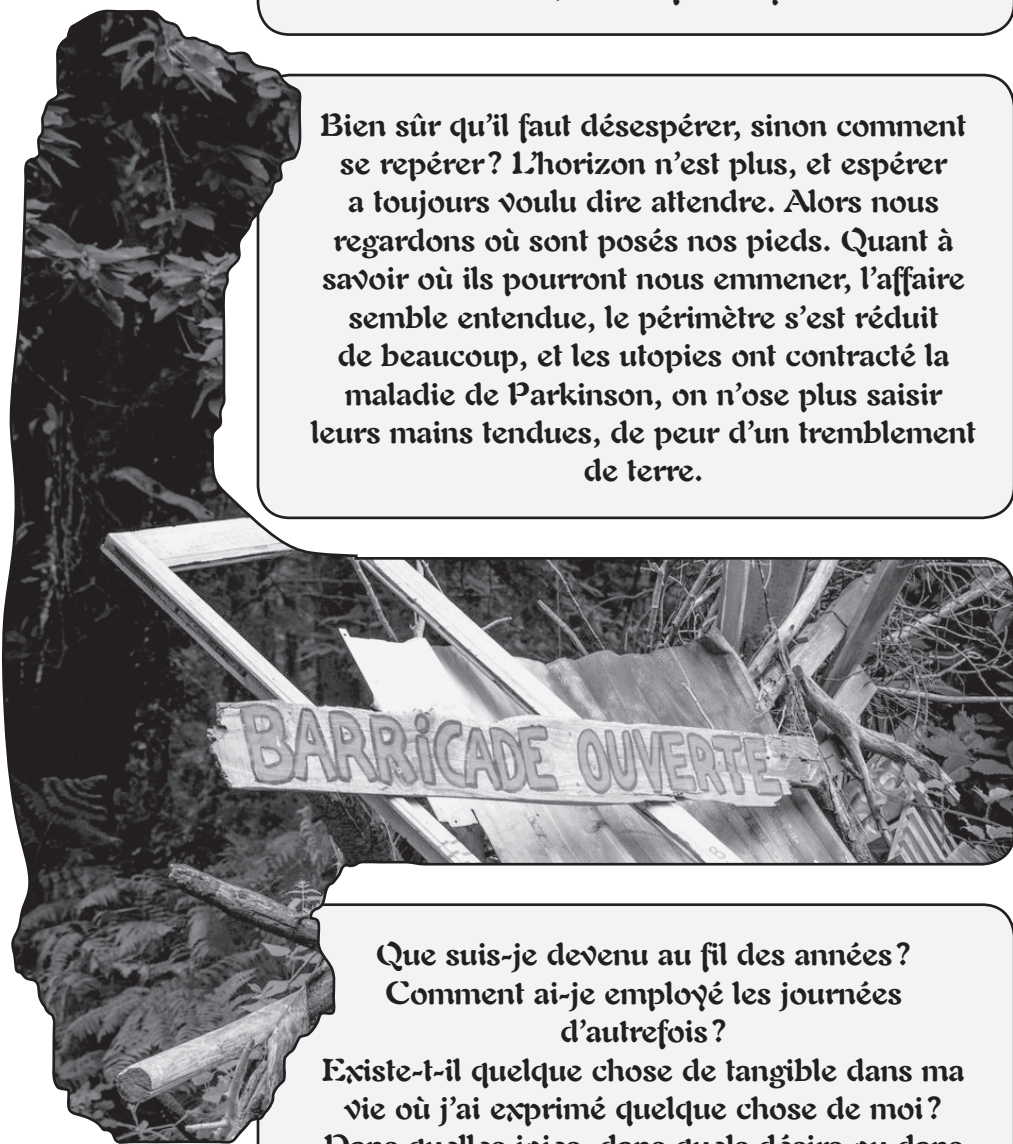 Bien sûr qu’il faut désespérer, sinon comment
se repérer ? L’horizon n’est plus, et espérer
a toujours voulu dire attendre. Alors nous
regardons où sont posés nos pieds. Quant à
savoir où ils pourront nous emmener, l’affaire
semble entendue, le périmètre s’est réduit
de beaucoup, et les utopies ont contracté la
maladie de Parkinson, on n’ose plus saisir
leurs mains tendues, de peur d’un tremblement
de terre.
BARRiCADE OUVERTE
Que suis-je devenu au fil des années ?
Comment ai-je employé les journées
d’autrefois ?
Existe-t-il quelque chose de tangible dans ma
vie où j’ai exprimé quelque chose de moi ?